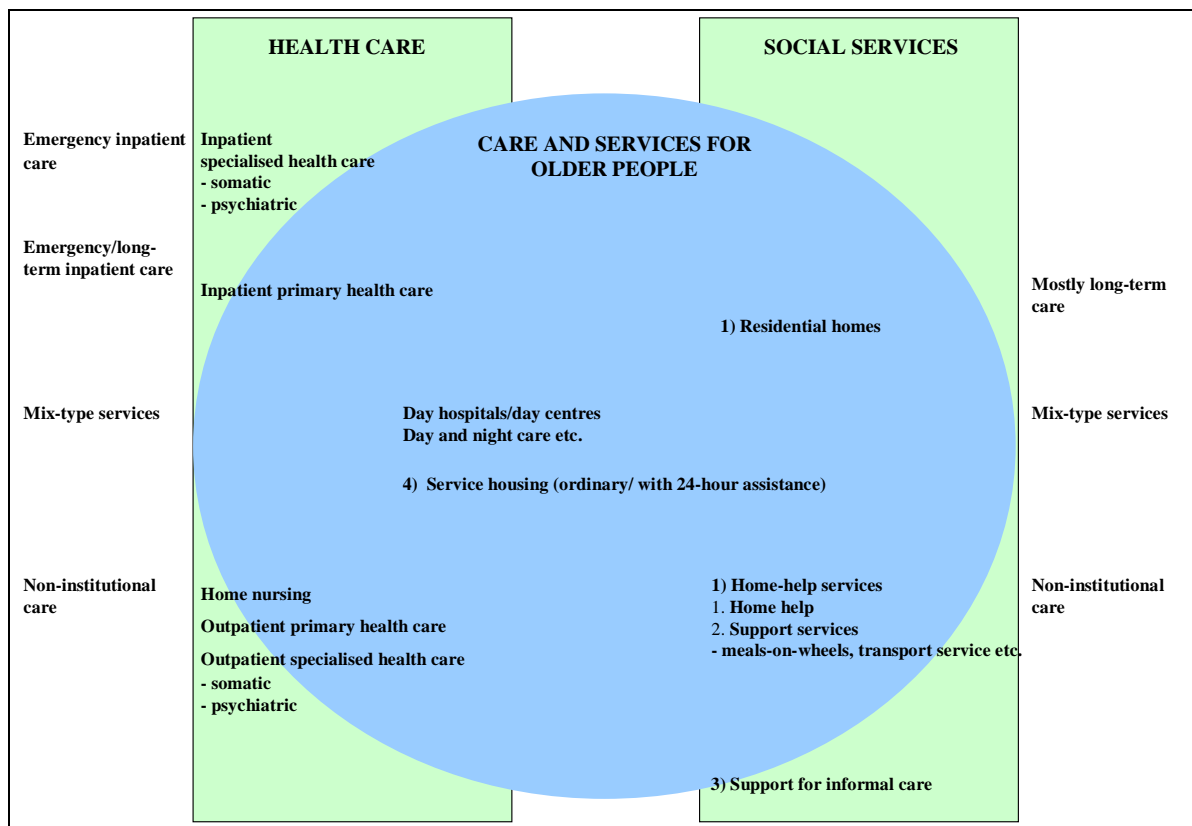 HEALTH CARE
SOCIAL SERVICES
CARE AND SERVICES FOR
OLDER PEOPLE
Emergency inpatient
care
Inpatient
specialised health care
- somatic
- psychiatric
Emergency/long-
term inpatient care
Inpatient primary health care
Mostly long-term
care
1) Residential homes
Mix-type services
Day hospitals/day centres
Day and night care etc.
Mix-type services
4) Service housing (ordinary/ with 24-hour assistance)
Non-institutional
care
Home nursing
Outpatient primary health care
Outpatient specialised health care
- somatic
- psychiatric
1) Home-help services
1. Home help
2. Support services
- meals-on-wheels, transport service etc.
Non-institutional
care
3) Support for informal care